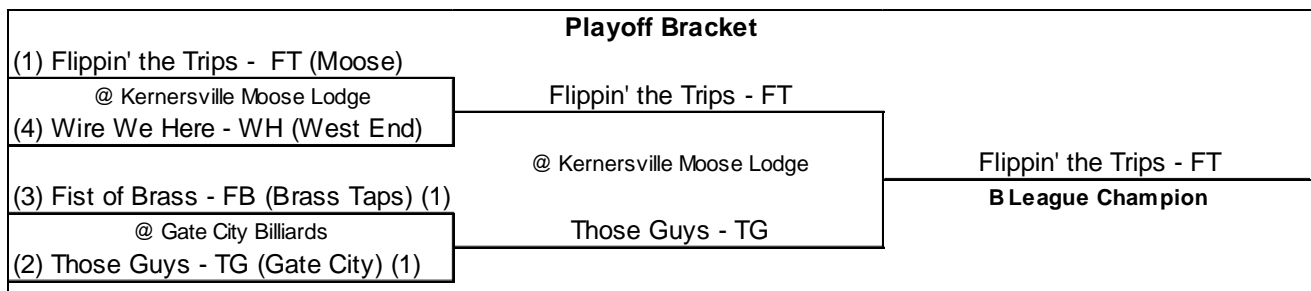 Playoff Bracket
(1) Flippin' the Trips - FT (Moose)
@ Kernersville Moose Lodge
(4) Wire We Here - WH (West End)
Flippin' the Trips - FT
@ Kernersville Moose Lodge
Flippin' the Trips - FT
B League Champion
(3) Fist of Brass - FB (Brass Taps) (1)
@ Gate City Billiards
(2) Those Guys - TG (Gate City) (1)
Those Guys - TG